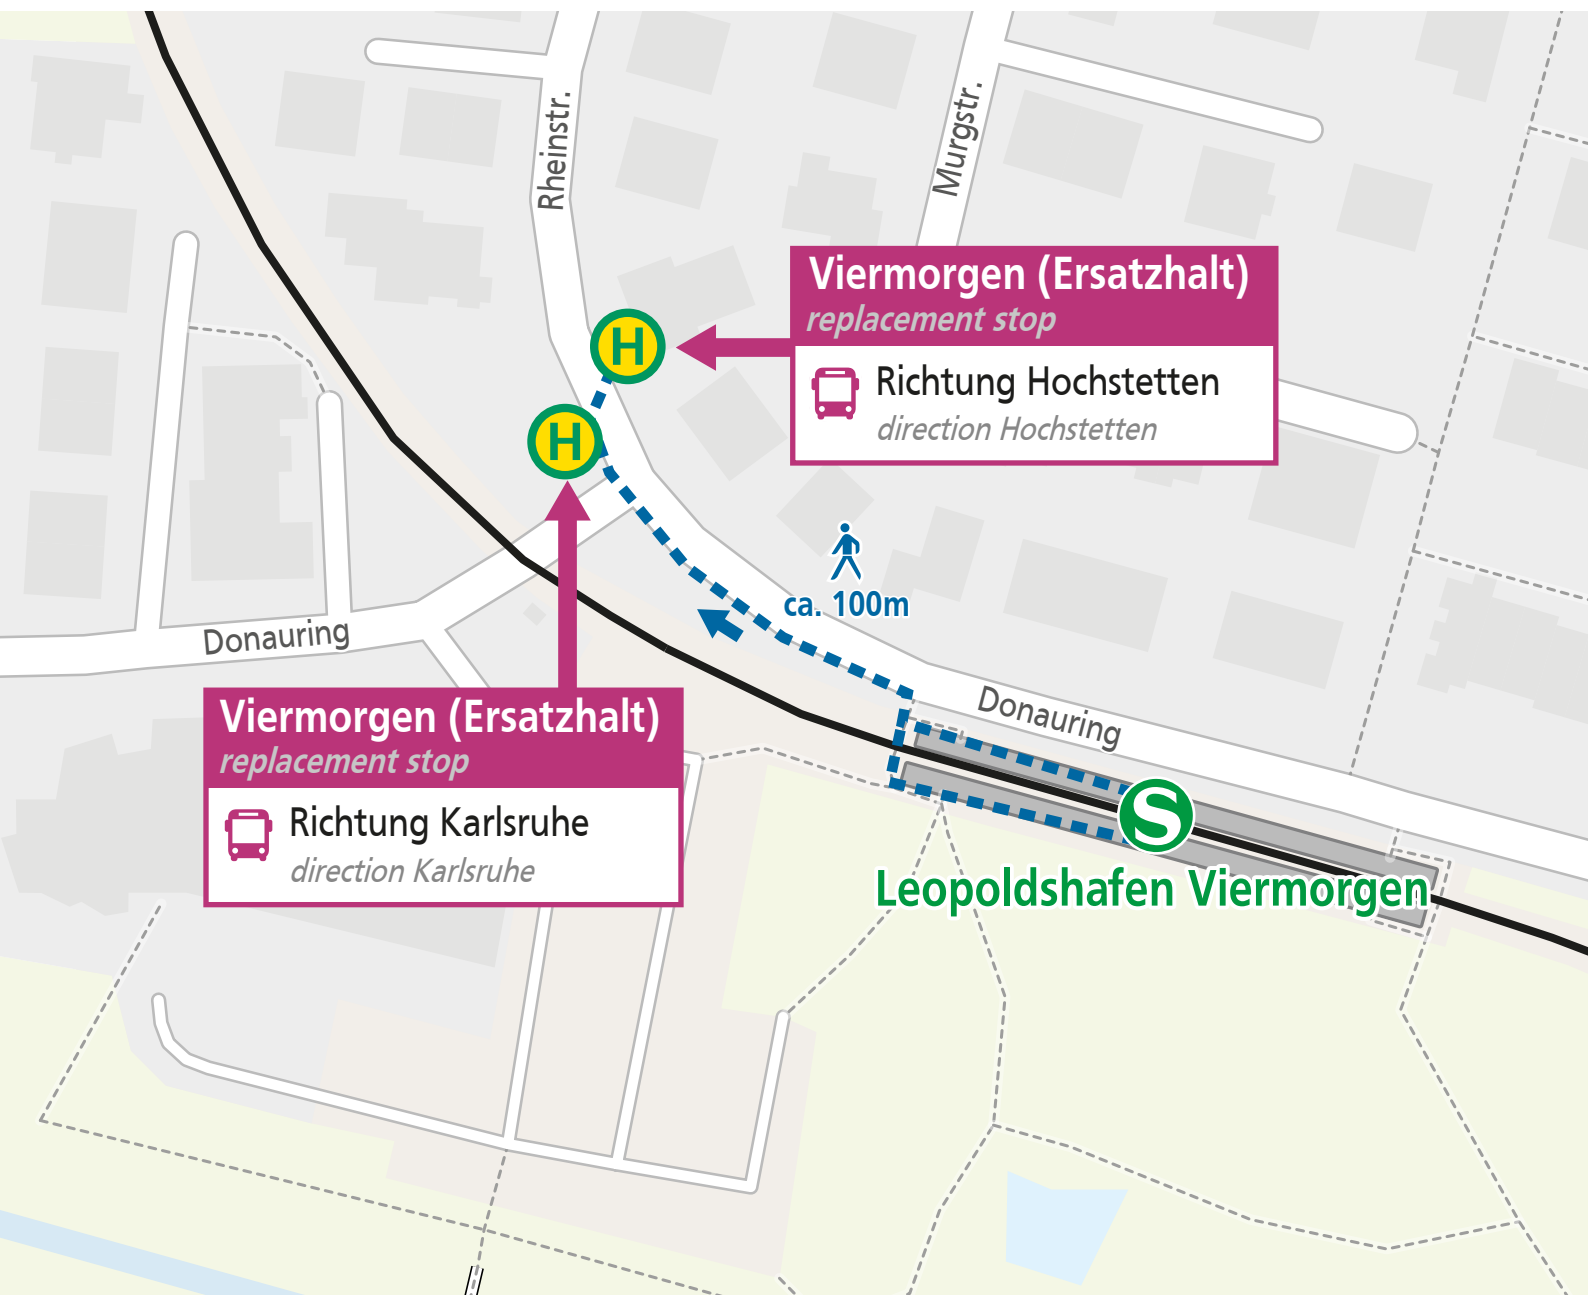 Rheinstr.
Murgstr.
Viermorgen (Ersatzhalt)
replacement stop
Richtung Hochstetten
direction Hochstetten
H
H
ca. 100m
Donauring
Viermorgen (Ersatzhalt)
replacement stop
Richtung Karlsruhe
direction Karlsruhe
Donauring
S
Leopoldshafen Viermorgen